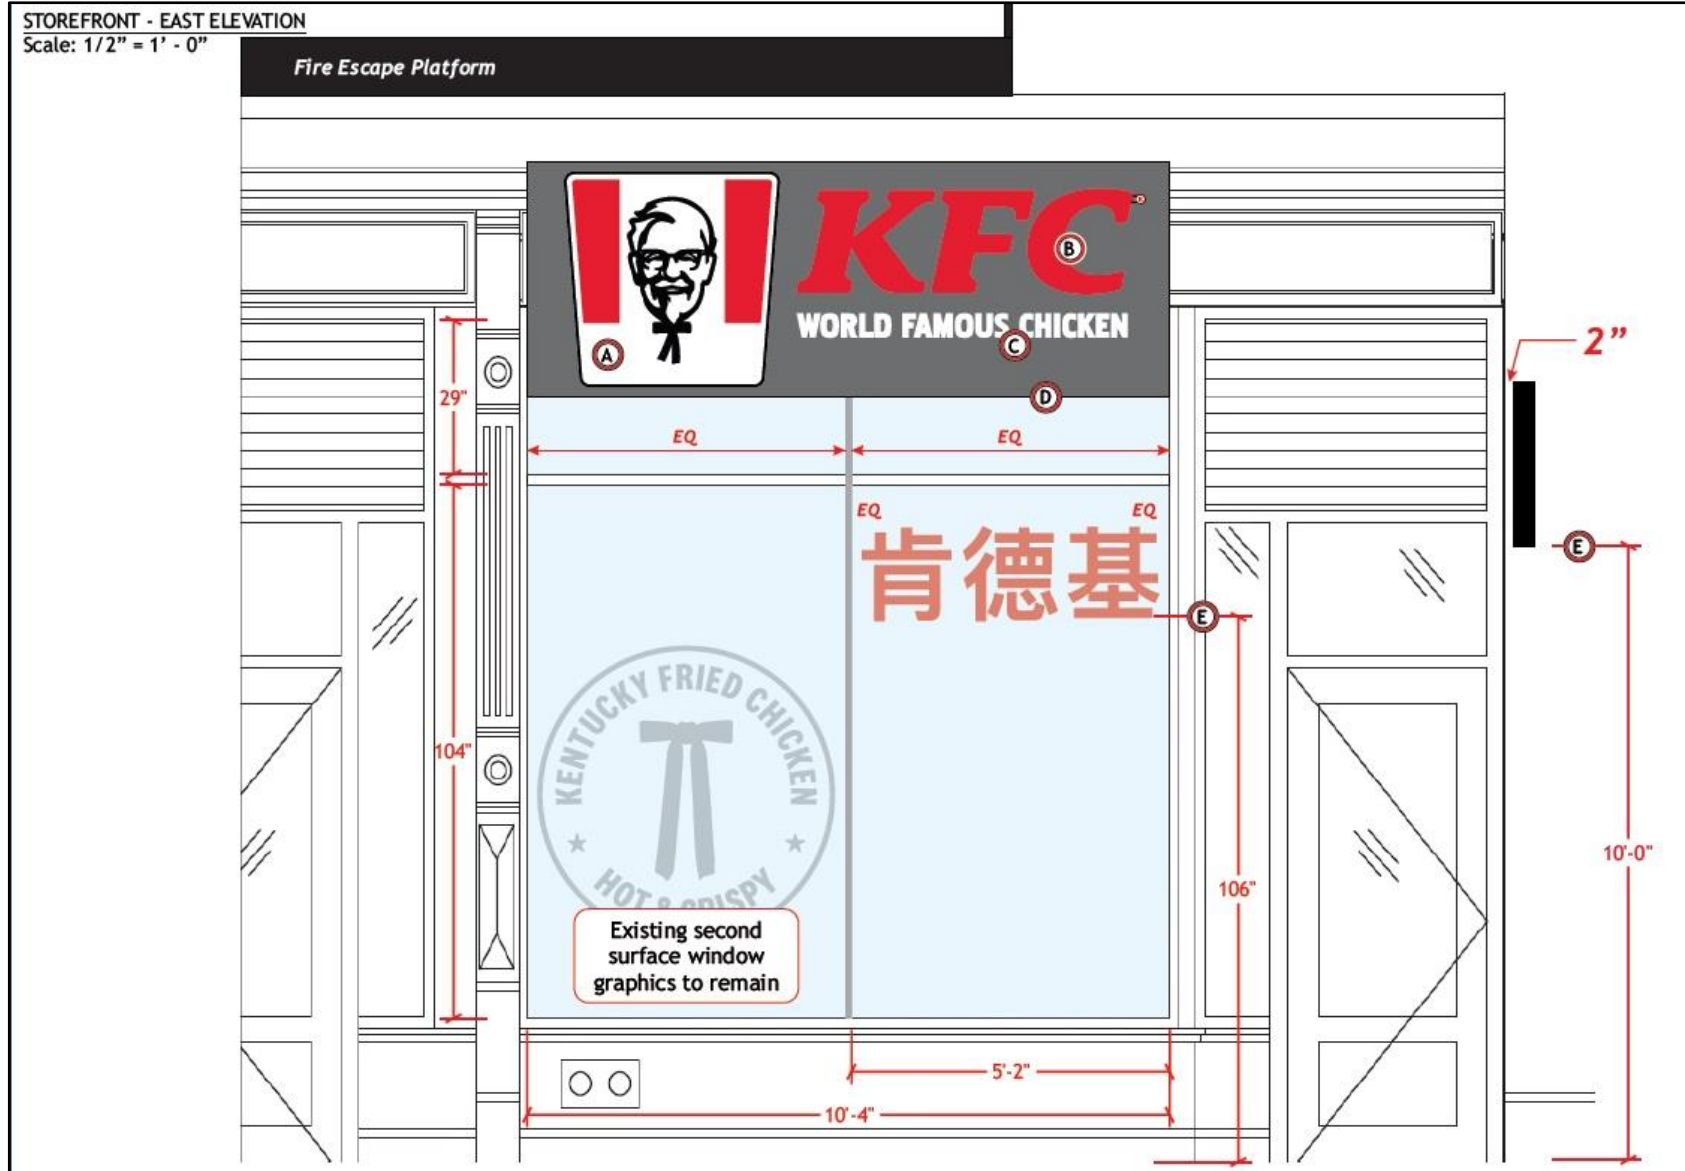 STOREFRONT - EAST ELEVATION
Scale: 1/2” = 1’ - 0”
Fire Escape Platform
KFC
B
WORLD FAMOUS CHICKEN
A
C
D
2”
29"
EQ
EQ
EQ
EQ
肯德基
E
E
KENTUCKY FRIED CHICKEN
HOT & CRISPY
104"
Existing second
surface window
graphics to remain
106"
10'-0"
5'-2"
10'-4"